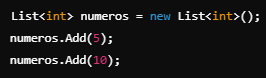 List<int> numeros = new List<int>();
numeros.Add(5);
numeros.Add(10);